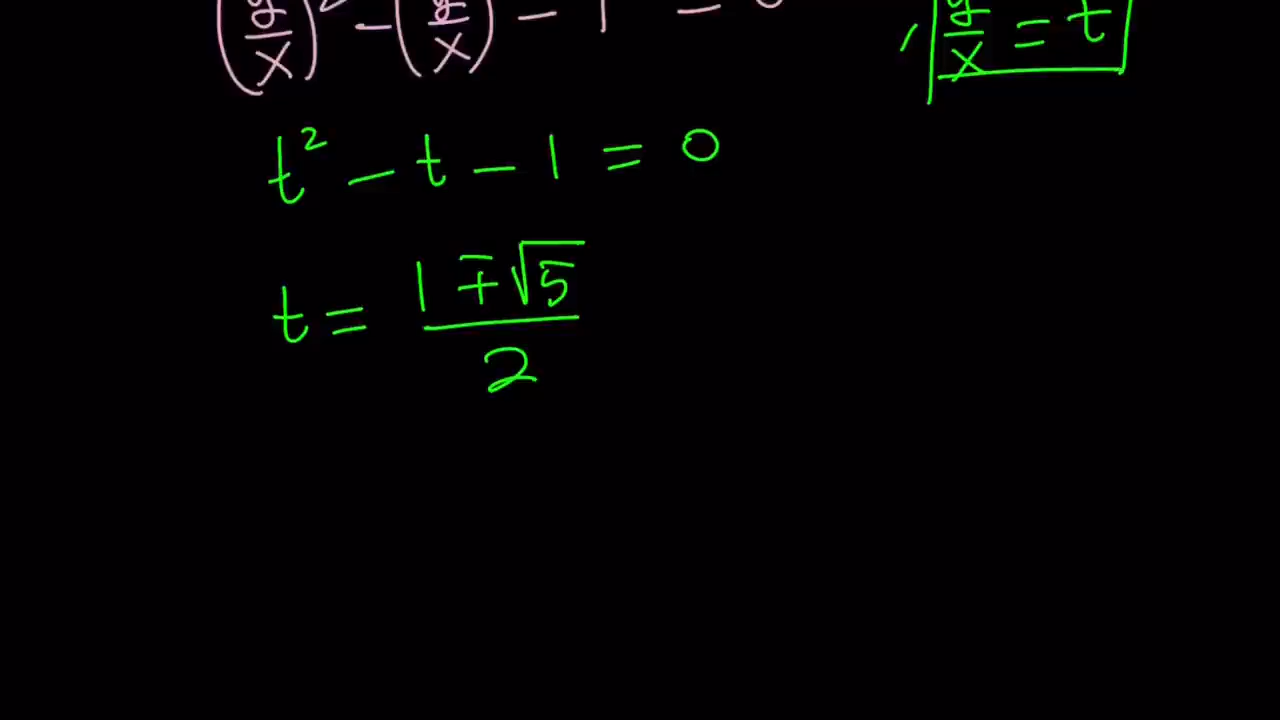 (y/x)² - (y/x) - 1 = 0, y/x = t
t² - t - 1 = 0
t = (1 ∓ √5)/2